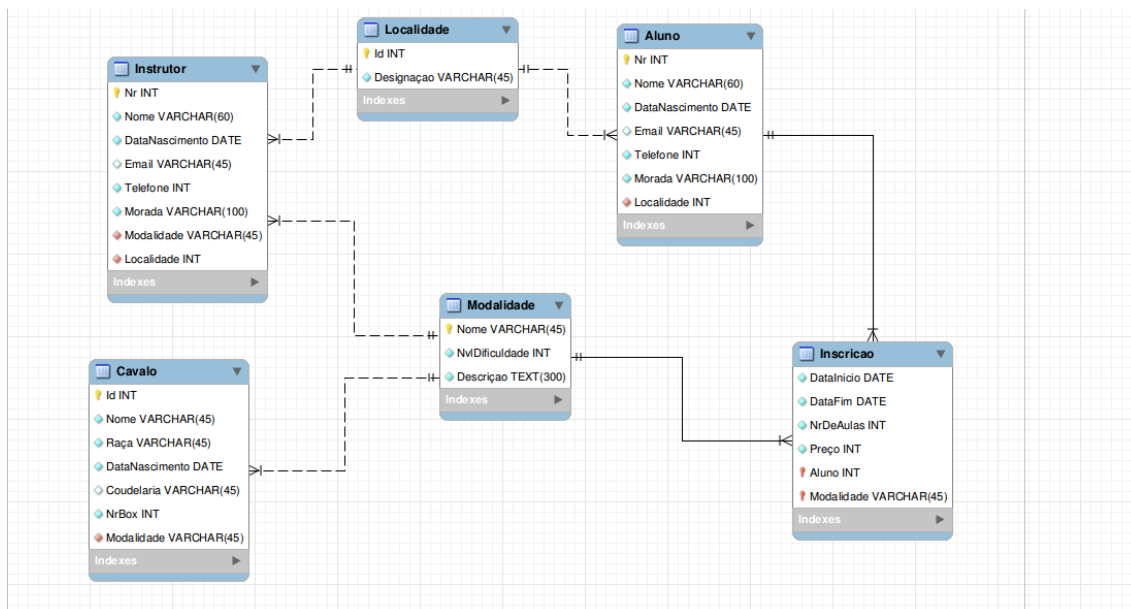 Localidade
Id INT
Designaçao VARCHAR(45)
Indexes
Aluno
Nr INT
Nome VARCHAR(60)
DataNascimento DATE
Email VARCHAR(45)
Telefone INT
Morada VARCHAR(100)
Localidade INT
Indexes
Instrutor
Nr INT
Nome VARCHAR(60)
DataNascimento DATE
Email VARCHAR(45)
Telefone INT
Morada VARCHAR(100)
Modalidade VARCHAR(45)
Localidade INT
Indexes
Modalidade
Nome VARCHAR(45)
NvlDificuldade INT
Descriçao TEXT(300)
Indexes
Cavalo
Id INT
Nome VARCHAR(45)
Raça VARCHAR(45)
DataNascimento DATE
Coudelaria VARCHAR(45)
NrBox INT
Modalidade VARCHAR(45)
Indexes
Inscricao
DataInicio DATE
DataFim DATE
NrDeAulas INT
Preço INT
Aluno INT
Modalidade VARCHAR(45)
Indexes